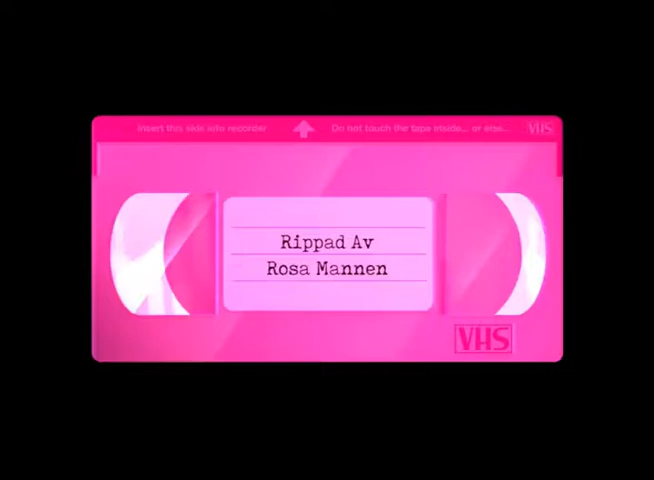 Insert this side into recorder
Do not touch the tape inside... or else...
VHS
Rippad Av
Rosa Mannen
VHS